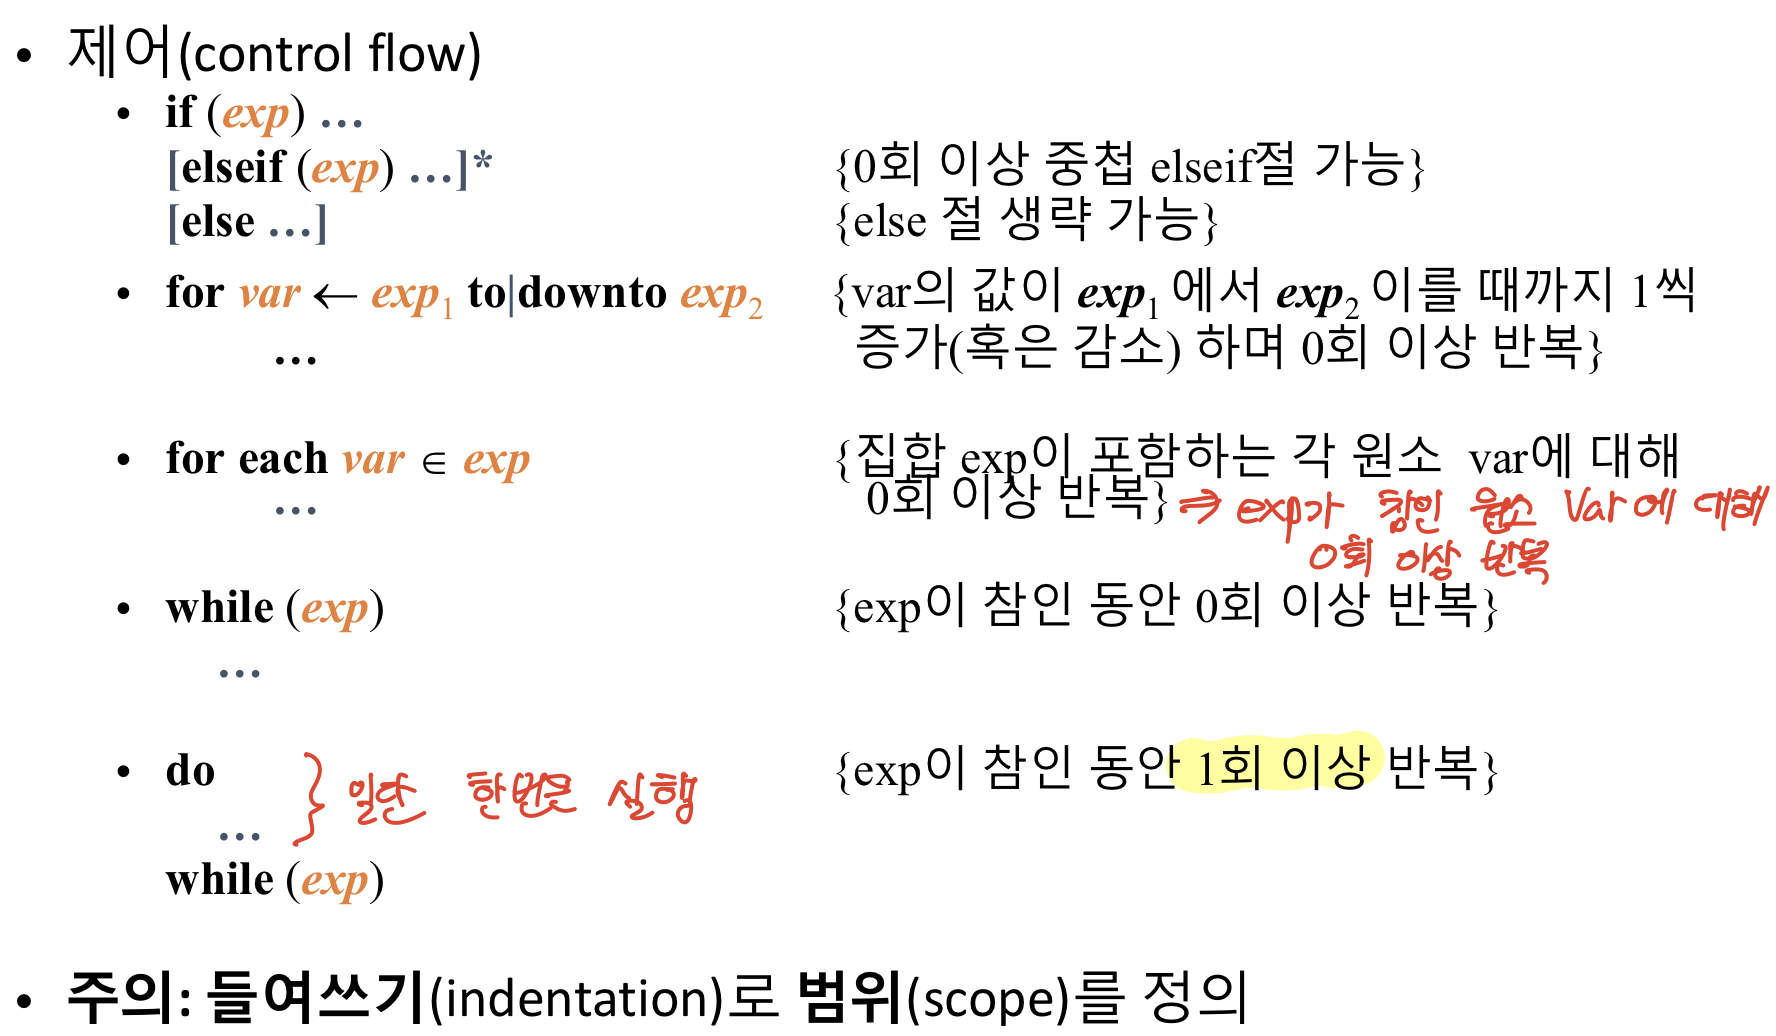 • 제어(control flow)
• if (exp) …
[elseif (exp) …]* {0회 이상 중첩 elseif절 가능}
[else …] {else 절 생략 가능}
• for var ← exp₁ to|downto exp₂ {var의 값이 exp₁ 에서 exp₂ 이를 때까지 1씩
… 증가(혹은 감소) 하며 0회 이상 반복}
• for each var ∈ exp {집합 exp이 포함하는 각 원소 var에 대해
… 0회 이상 반복} ⇒ exp가 참인 원소 Var에 대해
0회 이상 반복
• while (exp) {exp이 참인 동안 0회 이상 반복}
…
• do {exp이 참인 동안 1회 이상 반복}
} 일단 한번은 실행
…
while (exp)
• 주의: 들여쓰기(indentation)로 범위(scope)를 정의